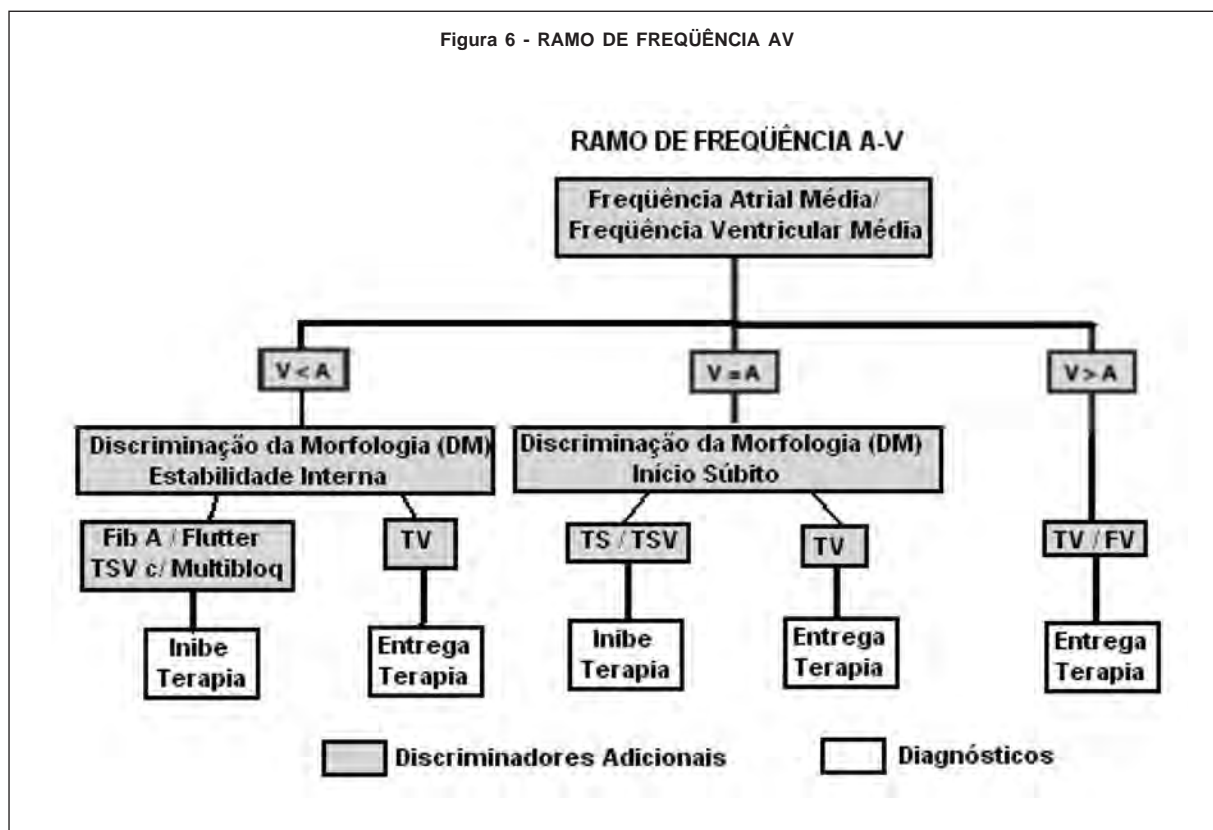 Figura 6 - RAMO DE FREQÜÊNCIA AV
RAMO DE FREQÜÊNCIA A-V
Freqüência Atrial Média/
Freqüência Ventricular Média
V < A
V = A
V > A
Discriminação da Morfologia (DM)
Estabilidade Interna
Discriminação da Morfologia (DM)
Início Súbito
Fib A / Flutter
TSV c/ Multibloq
TV
TS / TSV
TV
TV / FV
Inibe
Terapia
Entrega
Terapia
Inibe
Terapia
Entrega
Terapia
Entrega
Terapia
Discriminadores Adicionais
Diagnósticos